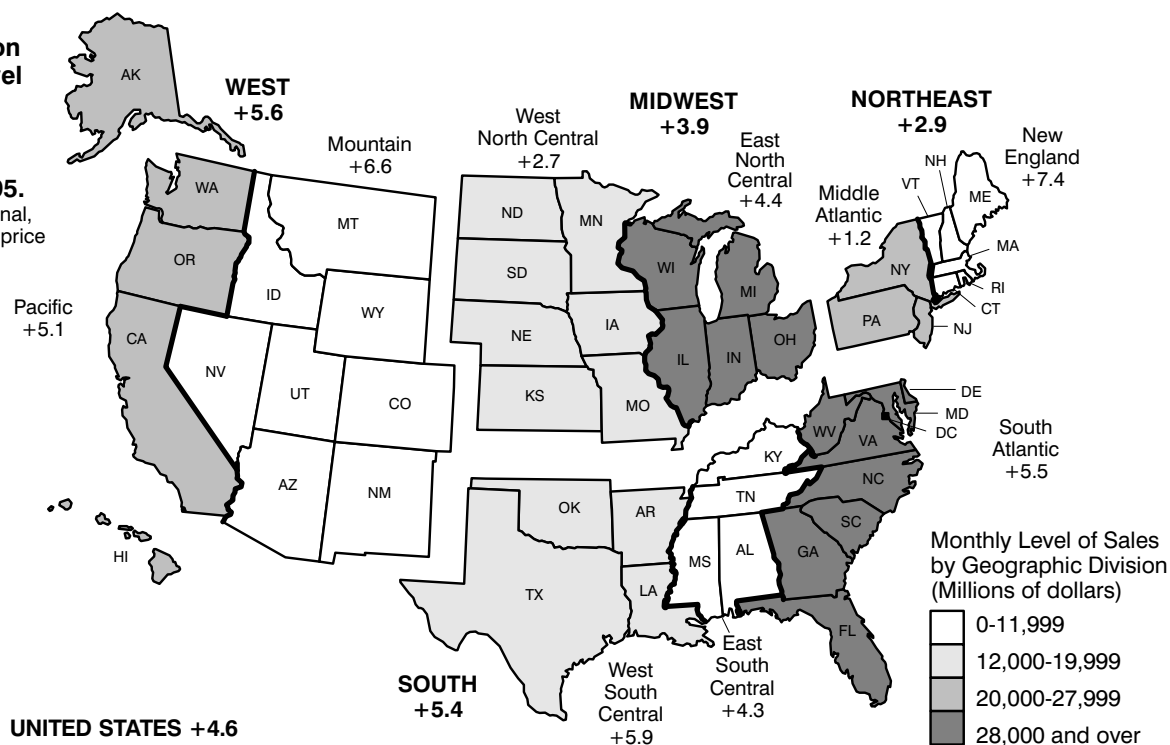 on
el
WEST
+5.6
MIDWEST
+3.9
NORTHEAST
+2.9
95.
nal,
price
Mountain
+6.6
West
North Central
+2.7
East
North
Central
+4.4
Middle
Atlantic
+1.2
New
England
+7.4
Pacific
+5.1
South
Atlantic
+5.5
AK
WA
OR
CA
HI
MT
ID
WY
NV
UT
CO
AZ
NM
ND
MN
SD
NE
IA
KS
MO
WI
MI
IL
IN
OH
NY
PA
NJ
VT
NH
ME
MA
RI
CT
DE
MD
DC
WV
VA
NC
SC
GA
FL
KY
TN
MS
AL
OK
AR
TX
LA
SOUTH
+5.4
West
South
Central
+5.9
East
South
Central
+4.3
UNITED STATES +4.6
Monthly Level of Sales
by Geographic Division
(Millions of dollars)
0-11,999
12,000-19,999
20,000-27,999
28,000 and over